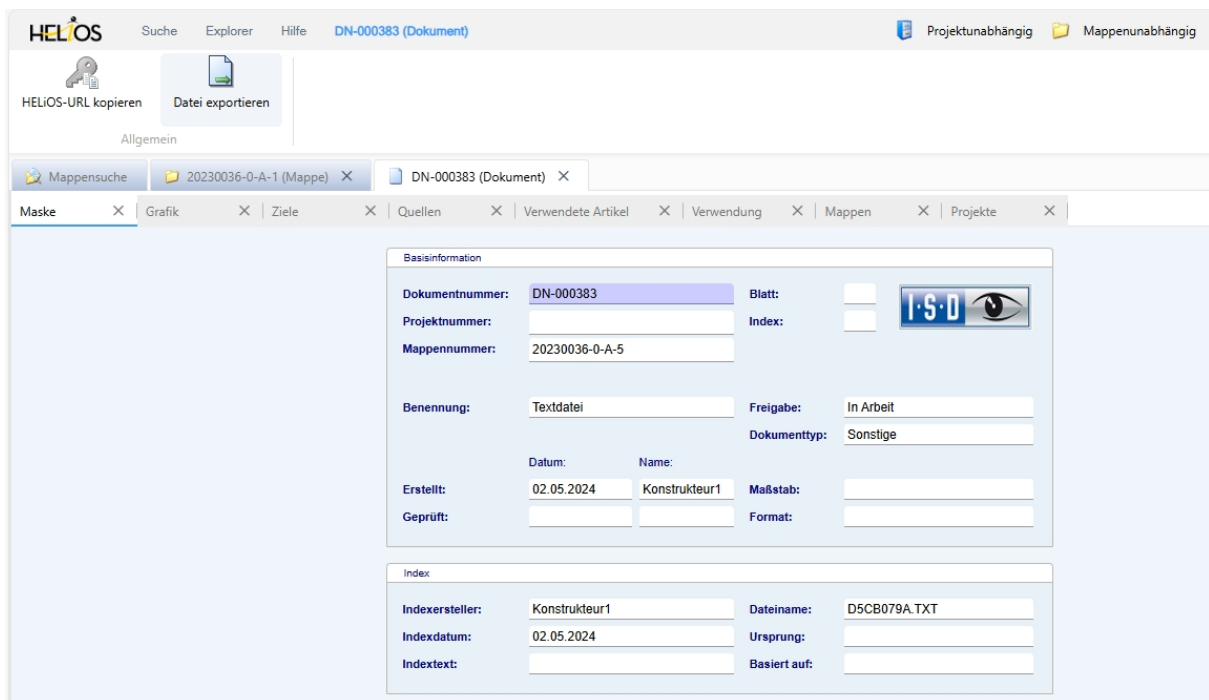 HELiOS Suche Explorer Hilfe DN-000383 (Dokument) Projektunabhängig Mappenunabhängig
HELiOS-URL kopieren Datei exportieren
Allgemein
Mappensuche 20230036-0-A-1 (Mappe) DN-000383 (Dokument)
Maske Grafik Ziele Quellen Verwendete Artikel Verwendung Mappen Projekte
Basisinformation
Dokumentnummer: DN-000383 Blatt:
I·S·D
Projektnummer: Index:
Mappennummer: 20230036-0-A-5
Benennung: Textdatei Freigabe: In Arbeit
Dokumenttyp: Sonstige
Datum: Name:
Erstellt: 02.05.2024 Konstrukteur1 Maßstab:
Geprüft: Format:
Index
Indexersteller: Konstrukteur1 Dateiname: D5CB079A.TXT
Indexdatum: 02.05.2024 Ursprung:
Indextext: Basiert auf: